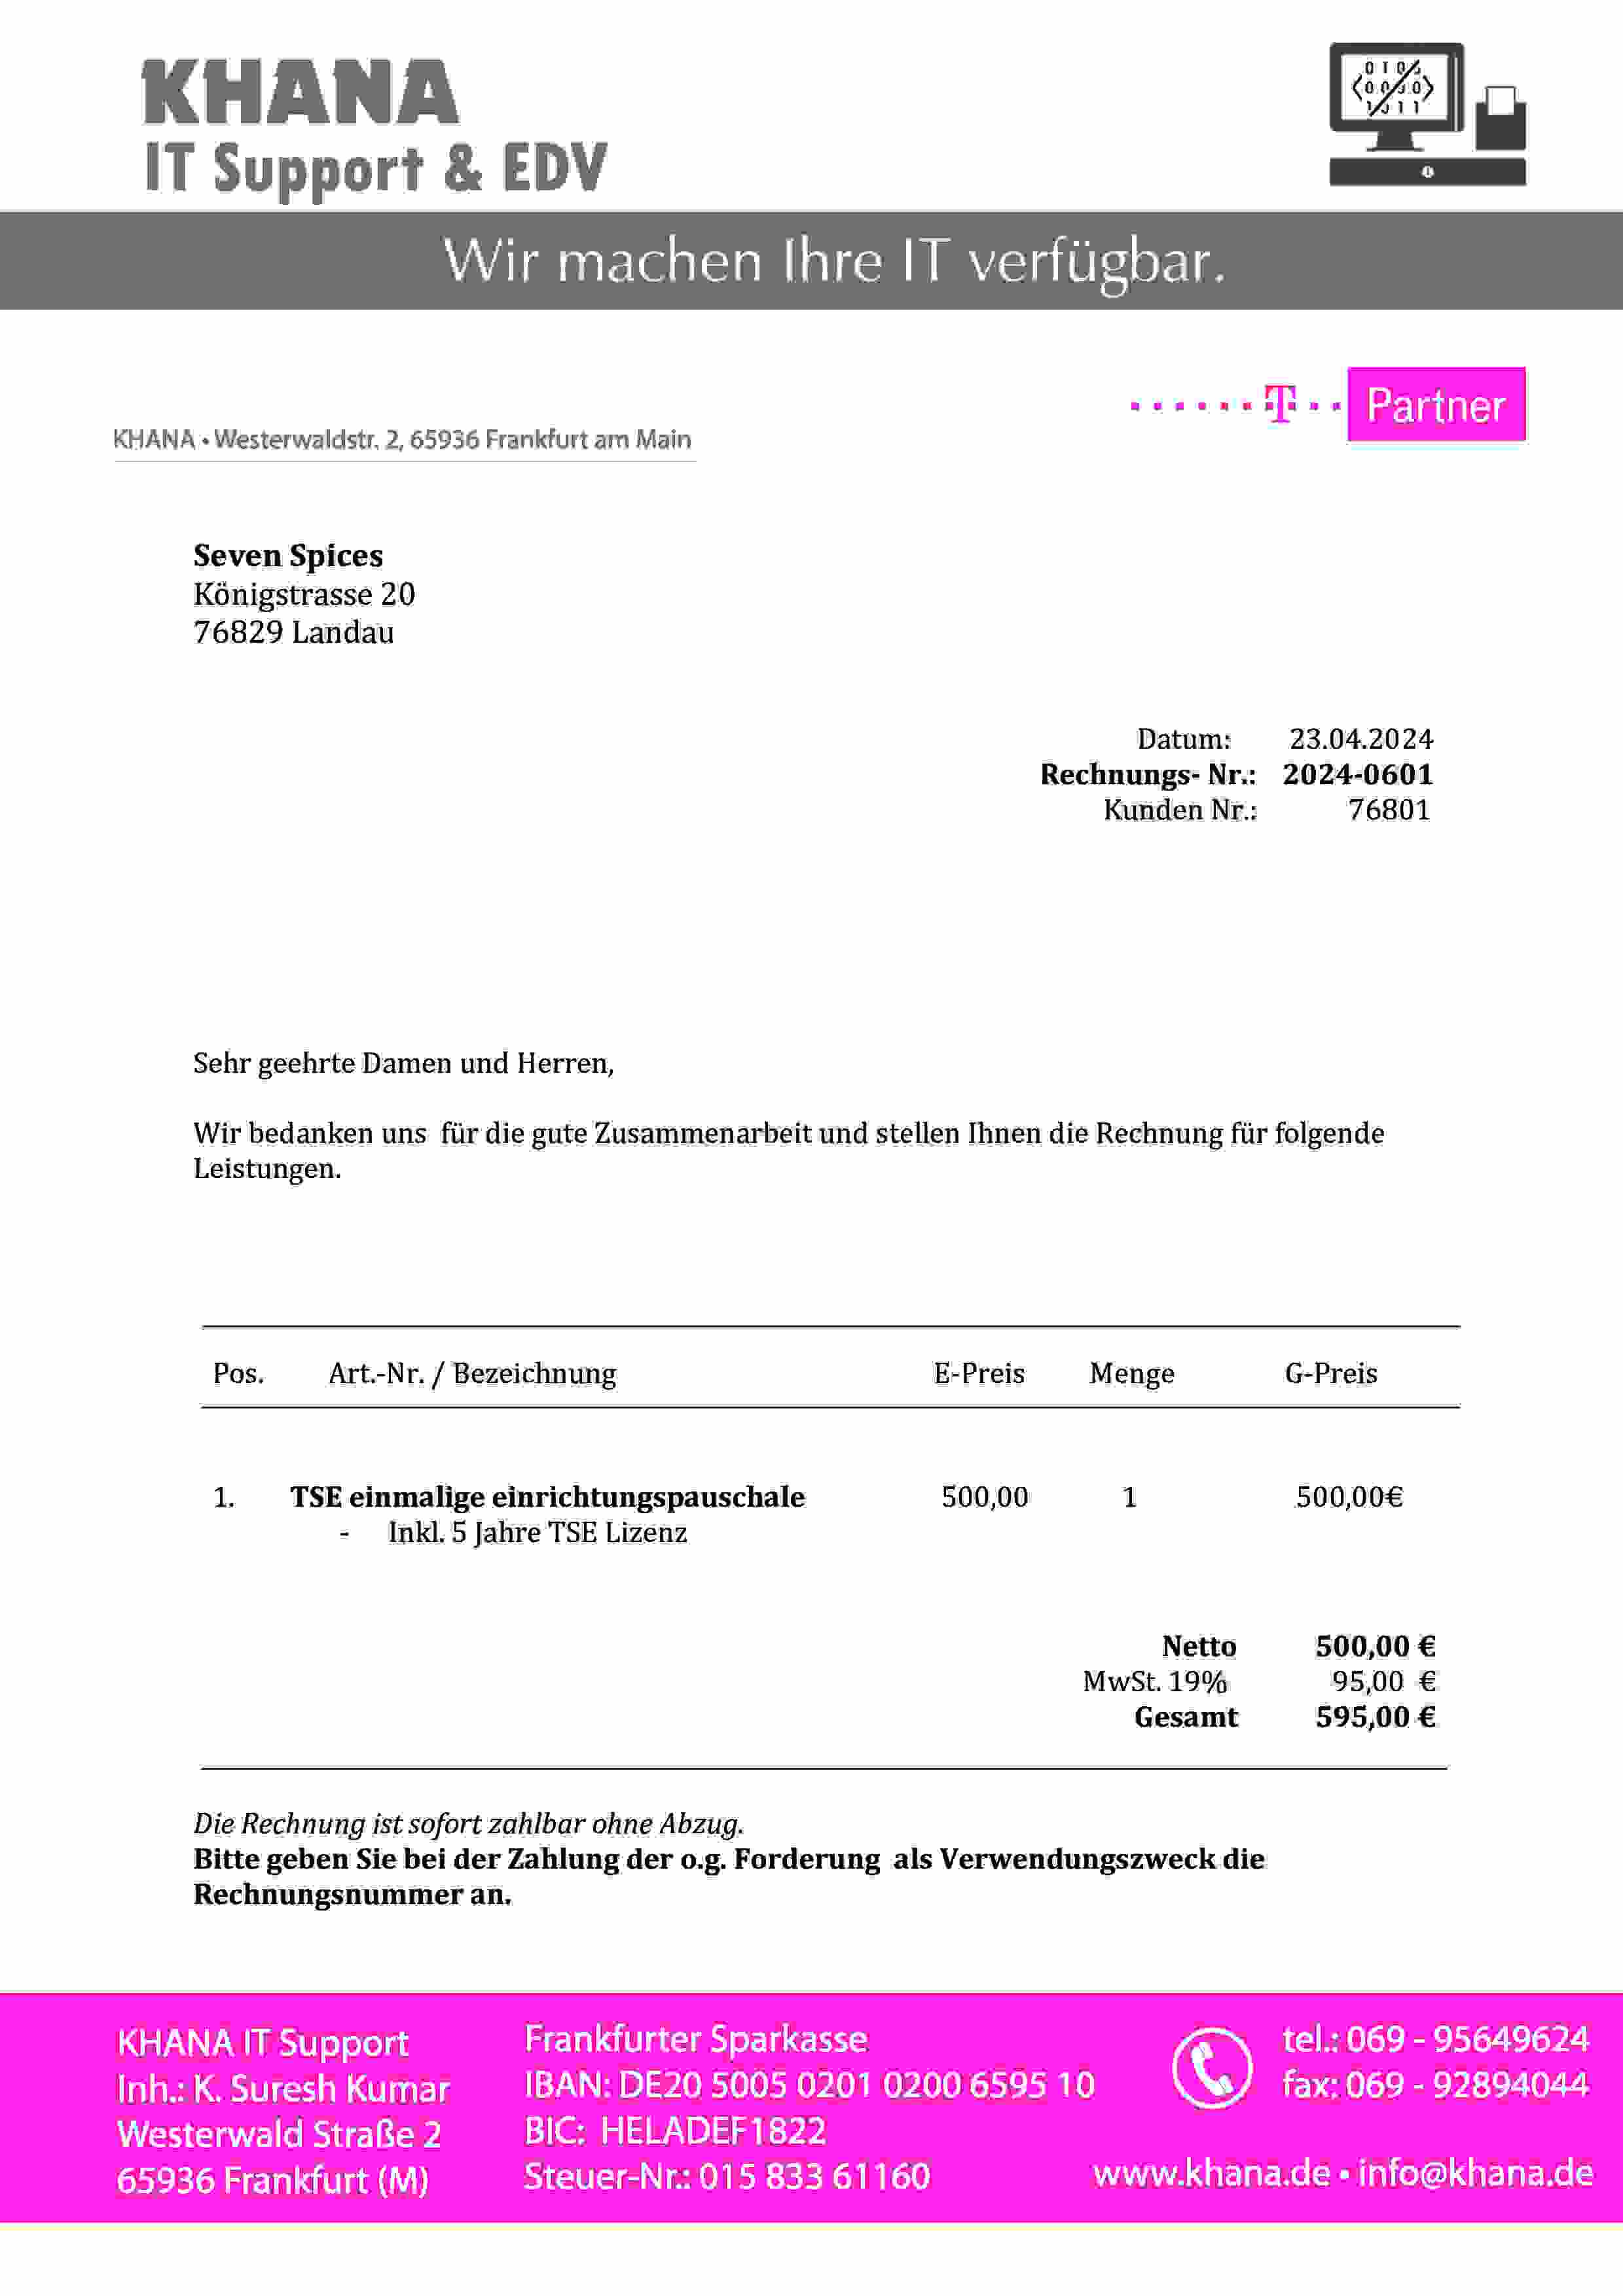 KHANA
IT Support & EDV
Wir machen Ihre IT verfügbar.
T Partner
KHANA • Westerwaldstr. 2, 65936 Frankfurt am Main
Seven Spices
Königstrasse 20
76829 Landau
Datum: 23.04.2024
Rechnungs- Nr.: 2024-0601
Kunden Nr.: 76801
Sehr geehrte Damen und Herren,
Wir bedanken uns für die gute Zusammenarbeit und stellen Ihnen die Rechnung für folgende
Leistungen.
Pos. Art.-Nr. / Bezeichnung E-Preis Menge G-Preis
1. TSE einmalige einrichtungspauschale 500,00 1 500,00€
- Inkl. 5 Jahre TSE Lizenz
Netto 500,00 €
MwSt. 19% 95,00 €
Gesamt 595,00 €
Die Rechnung ist sofort zahlbar ohne Abzug.
Bitte geben Sie bei der Zahlung der o.g. Forderung als Verwendungszweck die
Rechnungsnummer an.
KHANA IT Support
Inh.: K. Suresh Kumar
Westerwald Straße 2
65936 Frankfurt (M)
Frankfurter Sparkasse
IBAN: DE20 5005 0201 0200 6595 10
BIC: HELADEF1822
Steuer-Nr.: 015 833 61160
tel.: 069 - 95649624
fax: 069 - 92894044
www.khana.de • info@khana.de